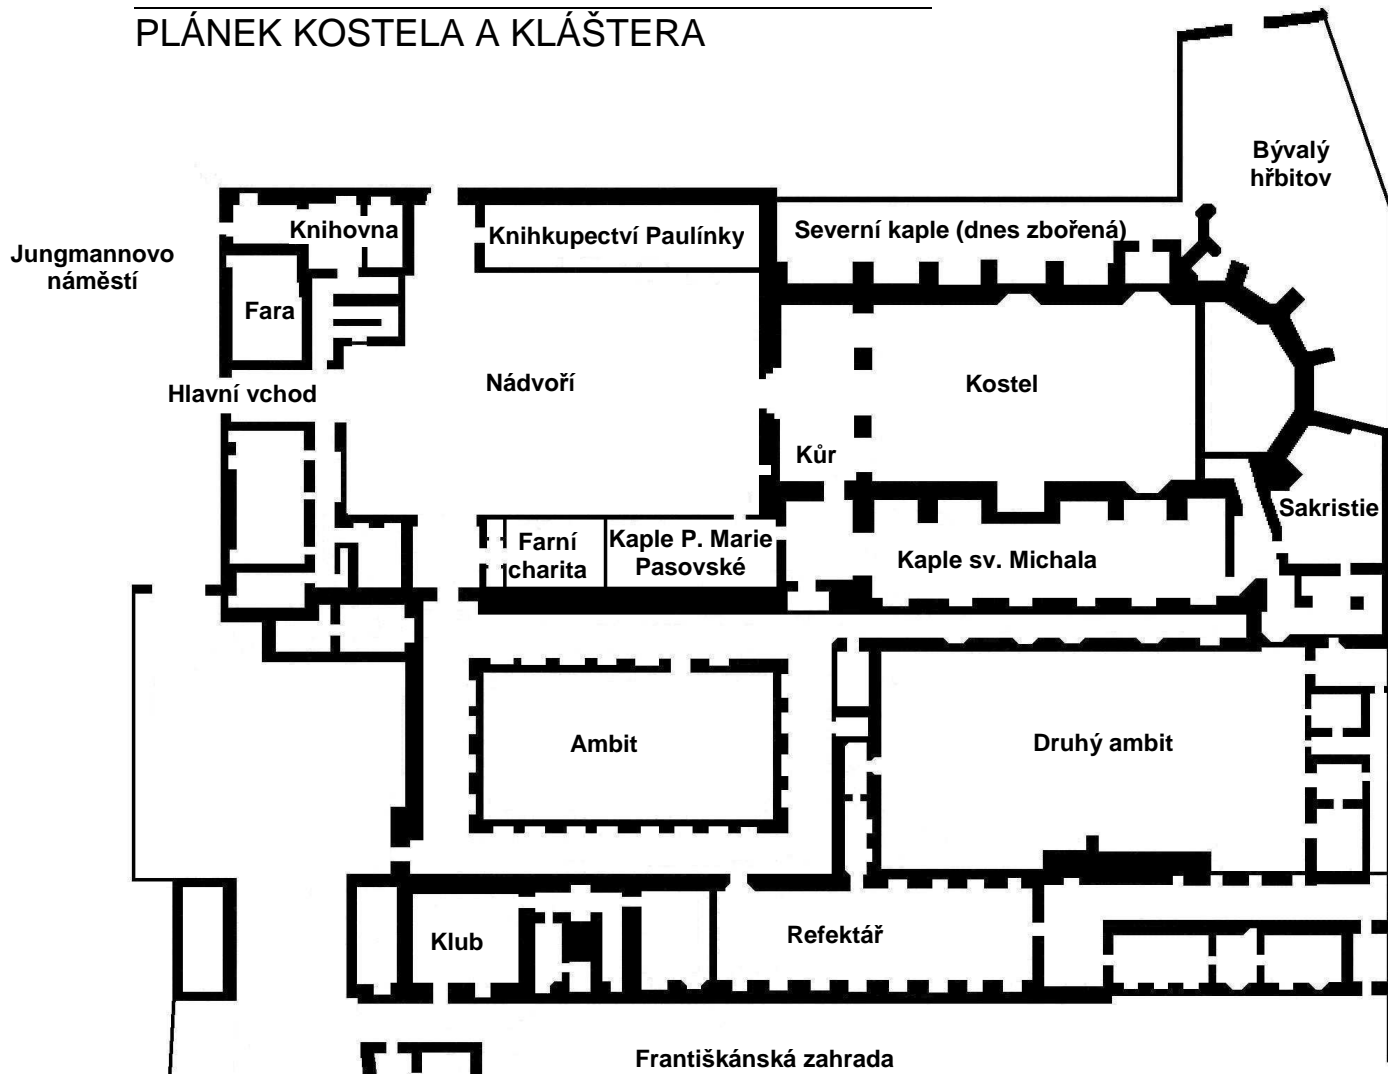 PLÁNEK KOSTELA A KLÁŠTERA
Bývalý
hřbitov
Knihovna
Knihkupectví Paulínky
Severní kaple (dnes zbořená)
Jungmannovo
náměstí
Fara
Hlavní vchod
Nádvoří
Kostel
Kůr
Sakristie
Farní
charita
Kaple P. Marie
Pasovské
Kaple sv. Michala
Ambit
Druhý ambit
Klub
Refektář
Františkánská zahrada